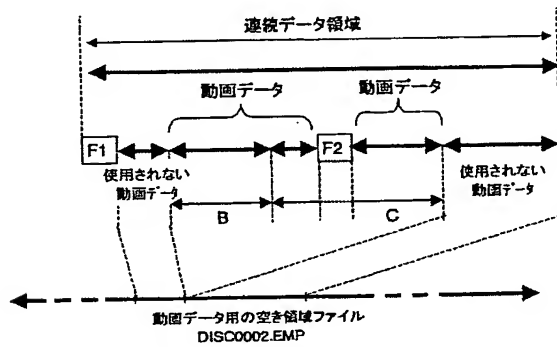 連続データ領域
動画データ
動画データ
F1
F2
使用されない
動画データ
使用されない
動画データ
B
C
動画データ用の空き領域ファイル
DISC0002.EMP